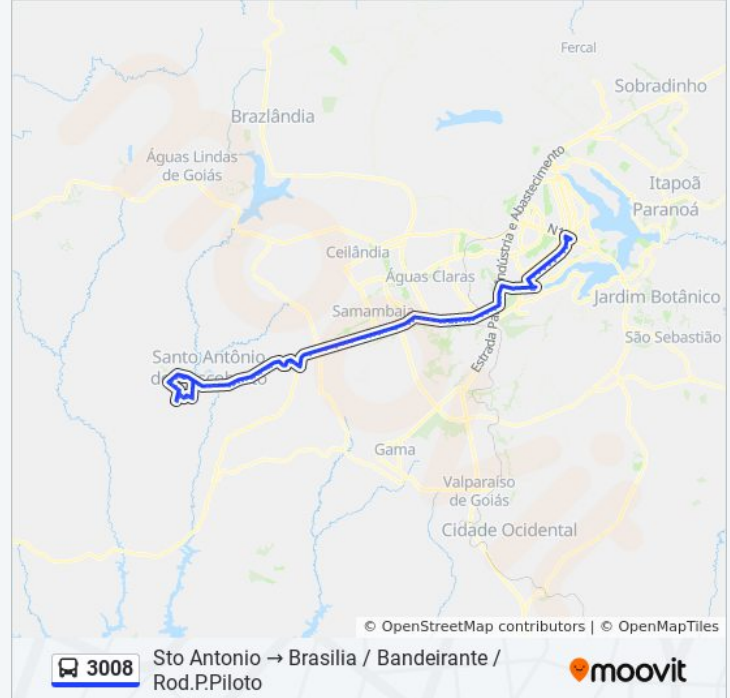 Fercal
Sobradinho
Brazlândia
Águas Lindas
de Goiás
Itapoã
Paranoá
Indústria e Abastecimento
Ceilândia
Águas Claras
Jardim Botânico
Samambaia
São Sebastião
Estrada
Santo Antônio
Gama
Valparaíso
de Goiás
Cidade Ocidental
© OpenStreetMap contributors | © OpenMapTiles
3008
Sto Antonio → Brasilia / Bandeirante /
Rod.P.Piloto
moovit